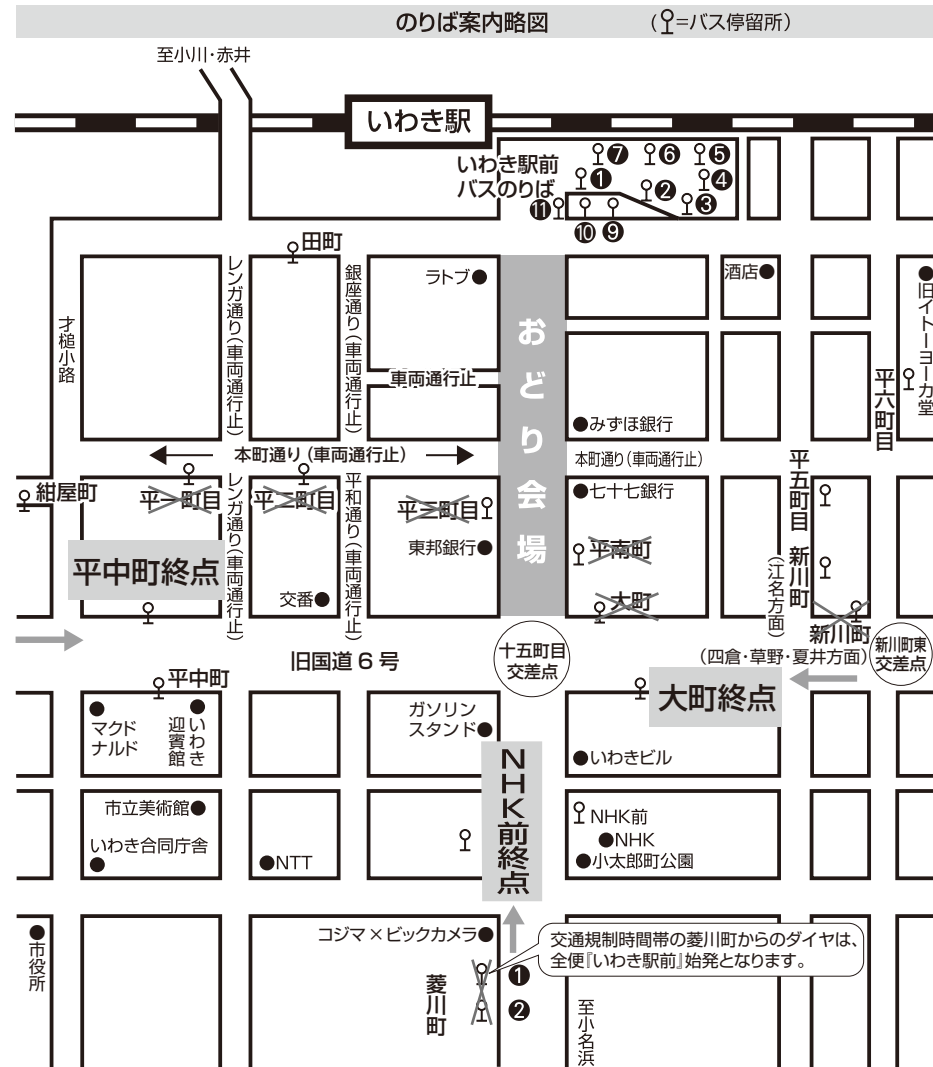 のりば案内略図
(=バス停留所)
至小川・赤井
いわき駅
いわき駅前
バスのりば
❼
❻
❺
❶
❷
❹
❸
⓫
❿
❾
田町
レンガ通り(車両通行止)
銀座通り(車両通行止)
ラトブ
酒店
旧イトーヨーカ堂
才槌小路
車両通行止
おどり会場
平六町目
みずほ銀行
本町通り(車両通行止)
本町通り(車両通行止)
紺屋町
平一町目
レンガ通り(車両通行止)
平二町目
平和通り(車両通行止)
平三町目
七十七銀行
平五町目
東邦銀行
平南町
新川町
(江名方面)
平中町終点
交番
大町
新川町
(四倉・草野・夏井方面)
新川町東
交差点
旧国道6号
十五町目
交差点
平中町
大町終点
マクド
ナルド
いわき
迎賓館
ガソリン
スタンド
いわきビル
NHK前終点
市立美術館
NHK前
NHK
いわき合同庁舎
NTT
小太郎町公園
市役所
コジマ×ビックカメラ
交通規制時間帯の菱川町からのダイヤは、
全便『いわき駅前』始発となります。
菱川町
❶
❷
至小名浜